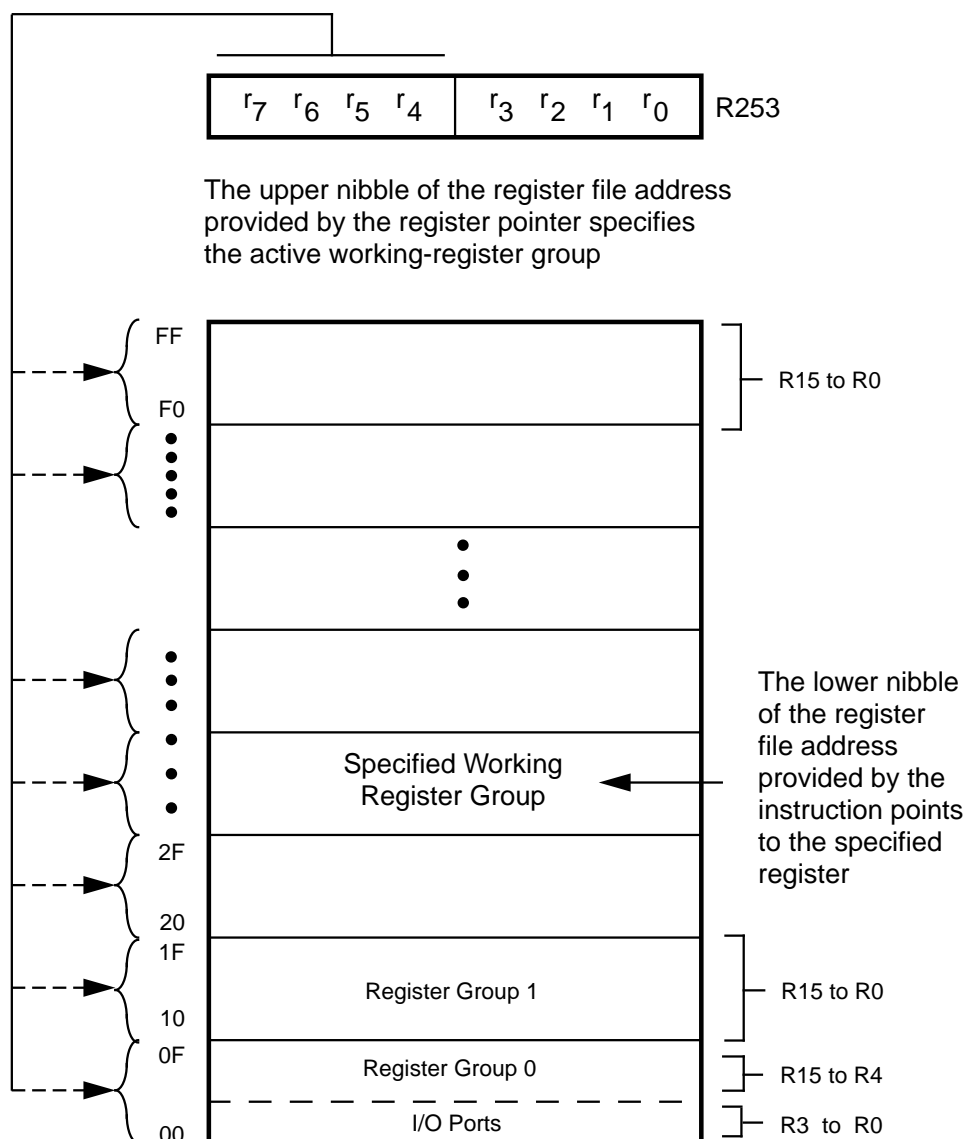 r7 r6 r5 r4 r3 r2 r1 r0 R253
The upper nibble of the register file address
provided by the register pointer specifies
the active working-register group
FF
R15 to R0
F0
Specified Working
Register Group
The lower nibble
of the register
file address
provided by the
instruction points
to the specified
register
2F
20
1F
Register Group 1
R15 to R0
10
0F
Register Group 0
R15 to R4
I/O Ports
R3 to R0
00